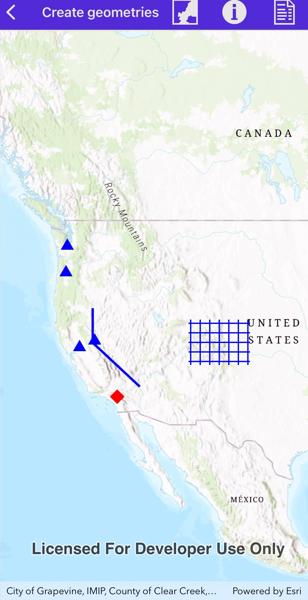 Create geometries
CANADA
Rocky Mountains
UNITED
STATES
MÉXICO
Licensed For Developer Use Only
City of Grapevine, IMIP, County of Clear Creek,... Powered by Esri